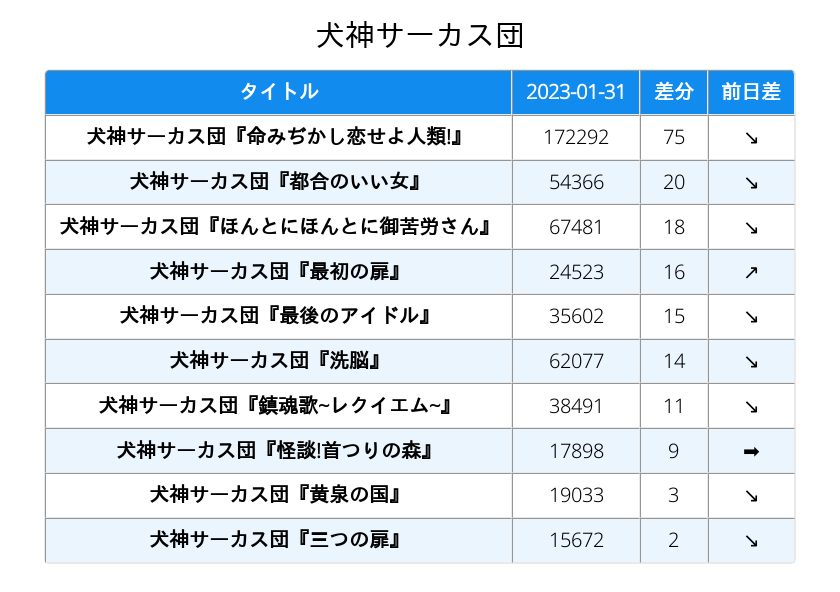 犬神サーカス団
タイトル 2023-01-31 差分 前日差
犬神サーカス団『命みぢかし恋せよ人類!』 172292 75 ↘
犬神サーカス団『都合のいい女』 54366 20 ↘
犬神サーカス団『ほんとにほんとに御苦労さん』 67481 18 ↘
犬神サーカス団『最初の扉』 24523 16 ↗
犬神サーカス団『最後のアイドル』 35602 15 ↘
犬神サーカス団『洗脳』 62077 14 ↘
犬神サーカス団『鎮魂歌~レクイエム~』 38491 11 ↘
犬神サーカス団『怪談!首つりの森』 17898 9 ➡
犬神サーカス団『黄泉の国』 19033 3 ↘
犬神サーカス団『三つの扉』 15672 2 ↘